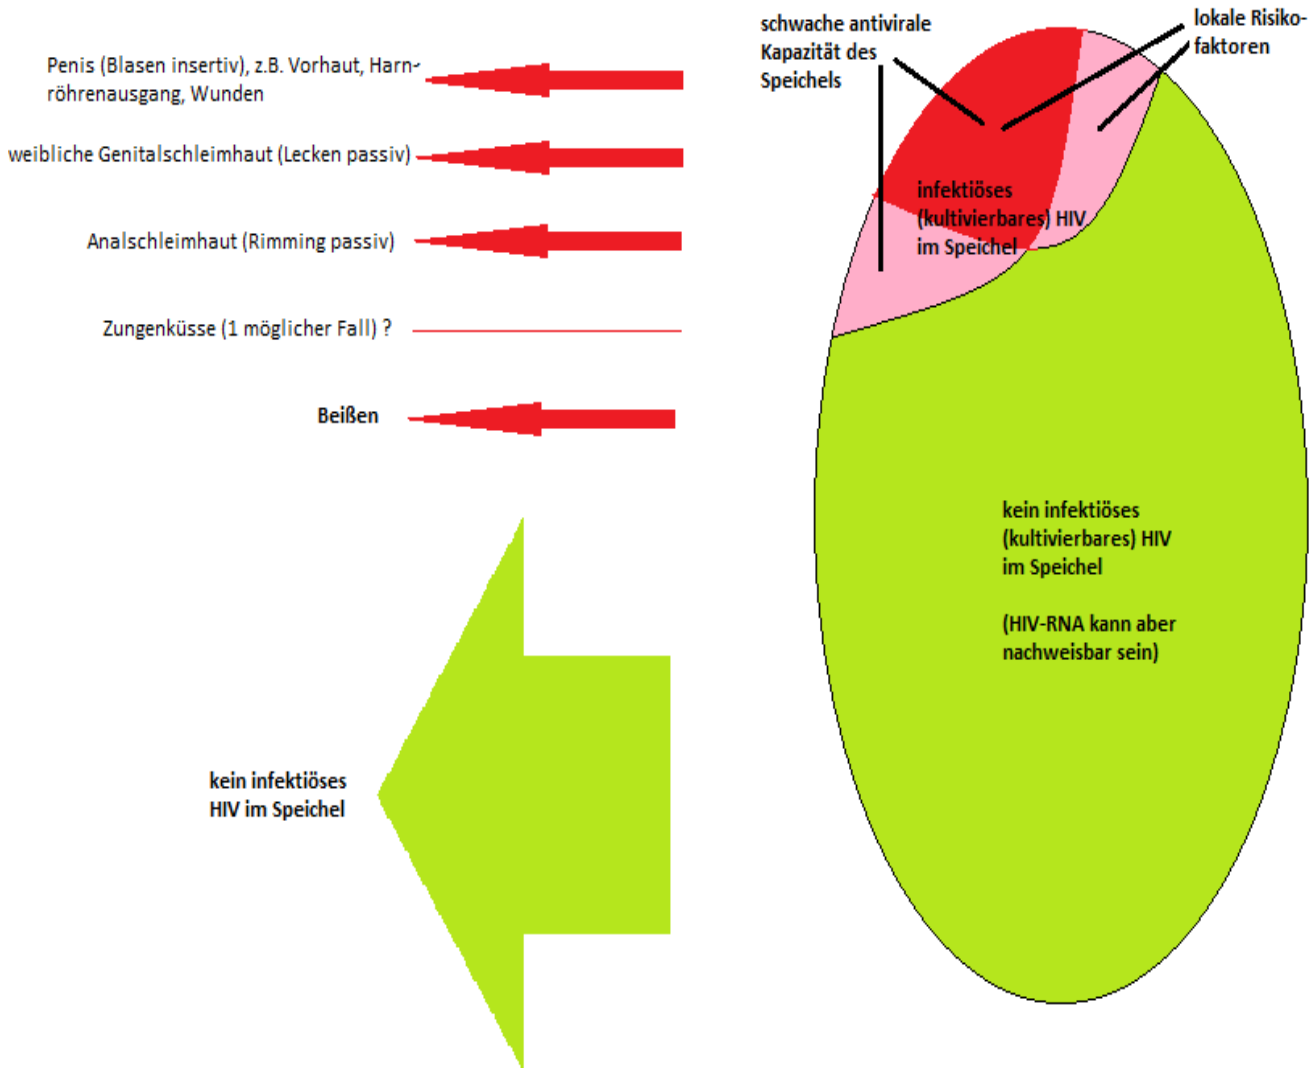 Penis (Blasen insertiv), z.B. Vorhaut, Harn-
röhrenausgang, Wunden
weibliche Genitalschleimhaut (Lecken passiv)
Analschleimhaut (Rimming passiv)
Zungenküsse (1 möglicher Fall) ?
Beißen
kein infektiöses
HIV im Speichel
schwache antivirale
Kapazität des
Speichels
lokale Risiko-
faktoren
infektiöses
(kultivierbares) HIV
im Speichel
kein infektiöses
(kultivierbares) HIV
im Speichel
(HIV-RNA kann aber
nachweisbar sein)